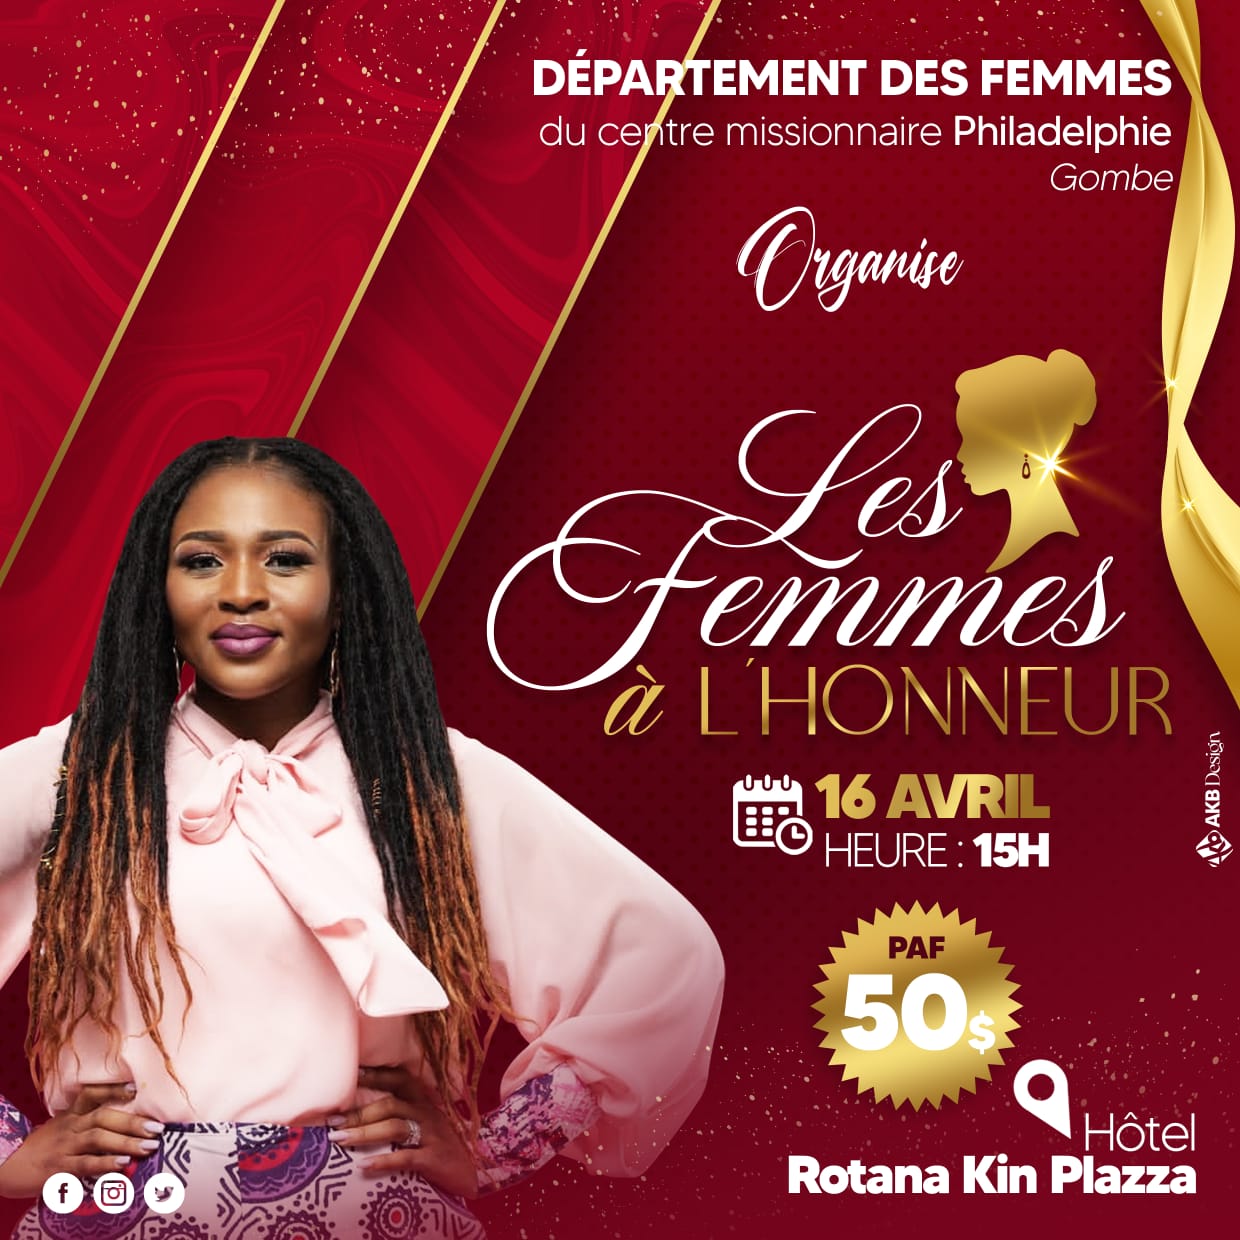 DÉPARTEMENT DES FEMMES
du centre missionnaire Philadelphie
Gombe
Organise
Les
Femmes
à L'HONNEUR
16 AVRIL
HEURE : 15H
AKB Design
PAF
50$
Hôtel
Rotana Kin Plazza